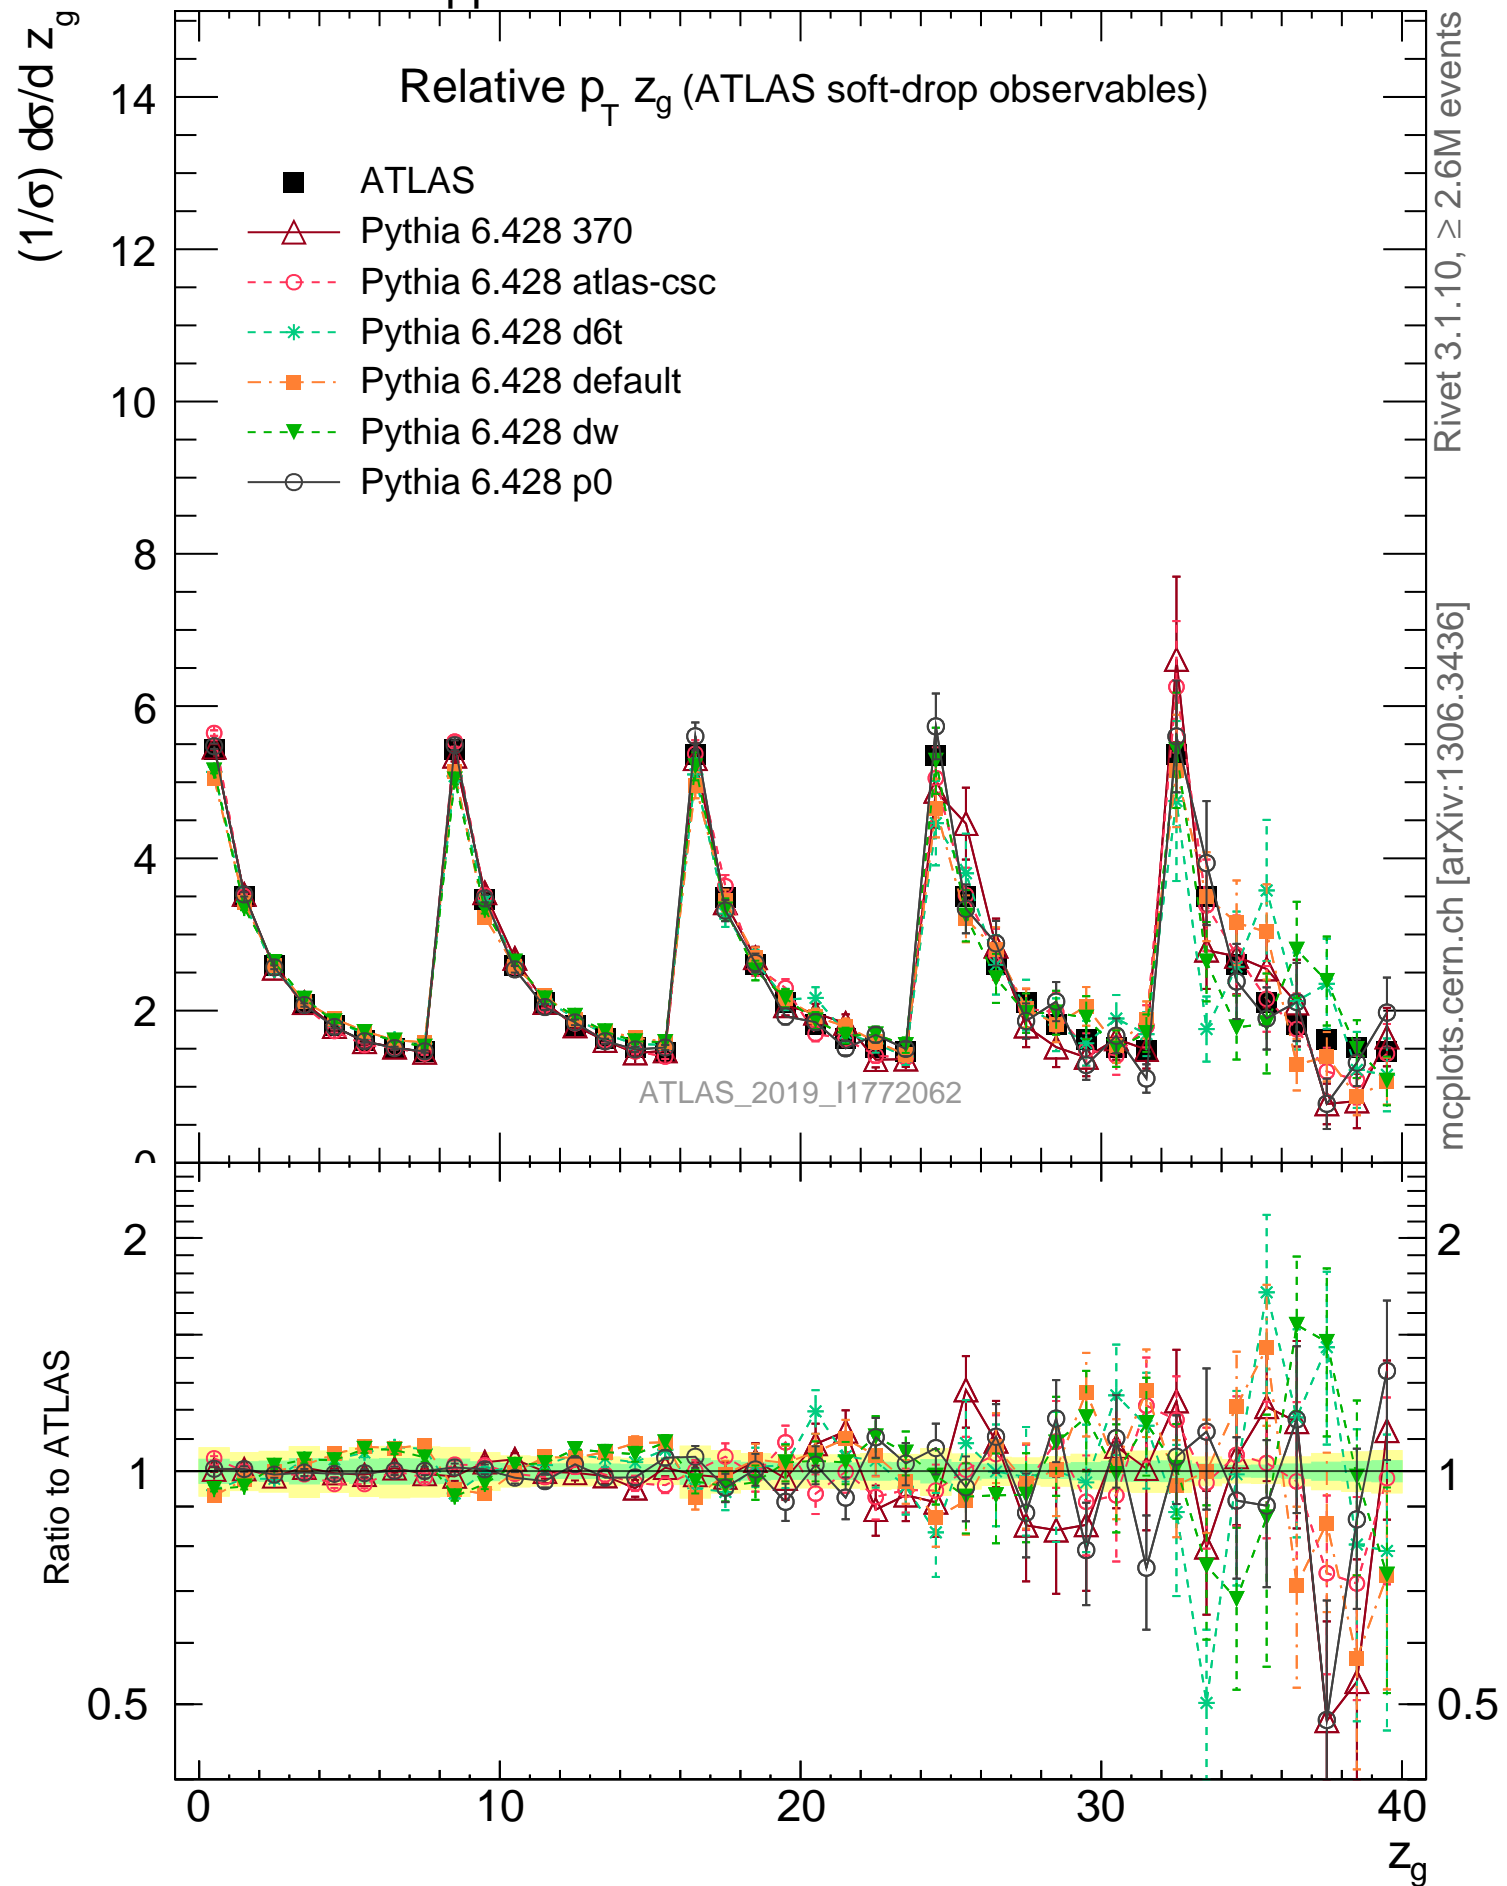 pp
(1/σ) dσ/d z_g
Relative p_T z_g (ATLAS soft-drop observables)
ATLAS
Pythia 6.428 370
Pythia 6.428 atlas-csc
Pythia 6.428 d6t
Pythia 6.428 default
Pythia 6.428 dw
Pythia 6.428 p0
14
12
10
8
6
4
2
0
ATLAS_2019_I1772062
Rivet 3.1.10, ≥ 2.6M events
mcplots.cern.ch [arXiv:1306.3436]
Ratio to ATLAS
2
1
0.5
2
1
0.5
0 10 20 30 40
z_g